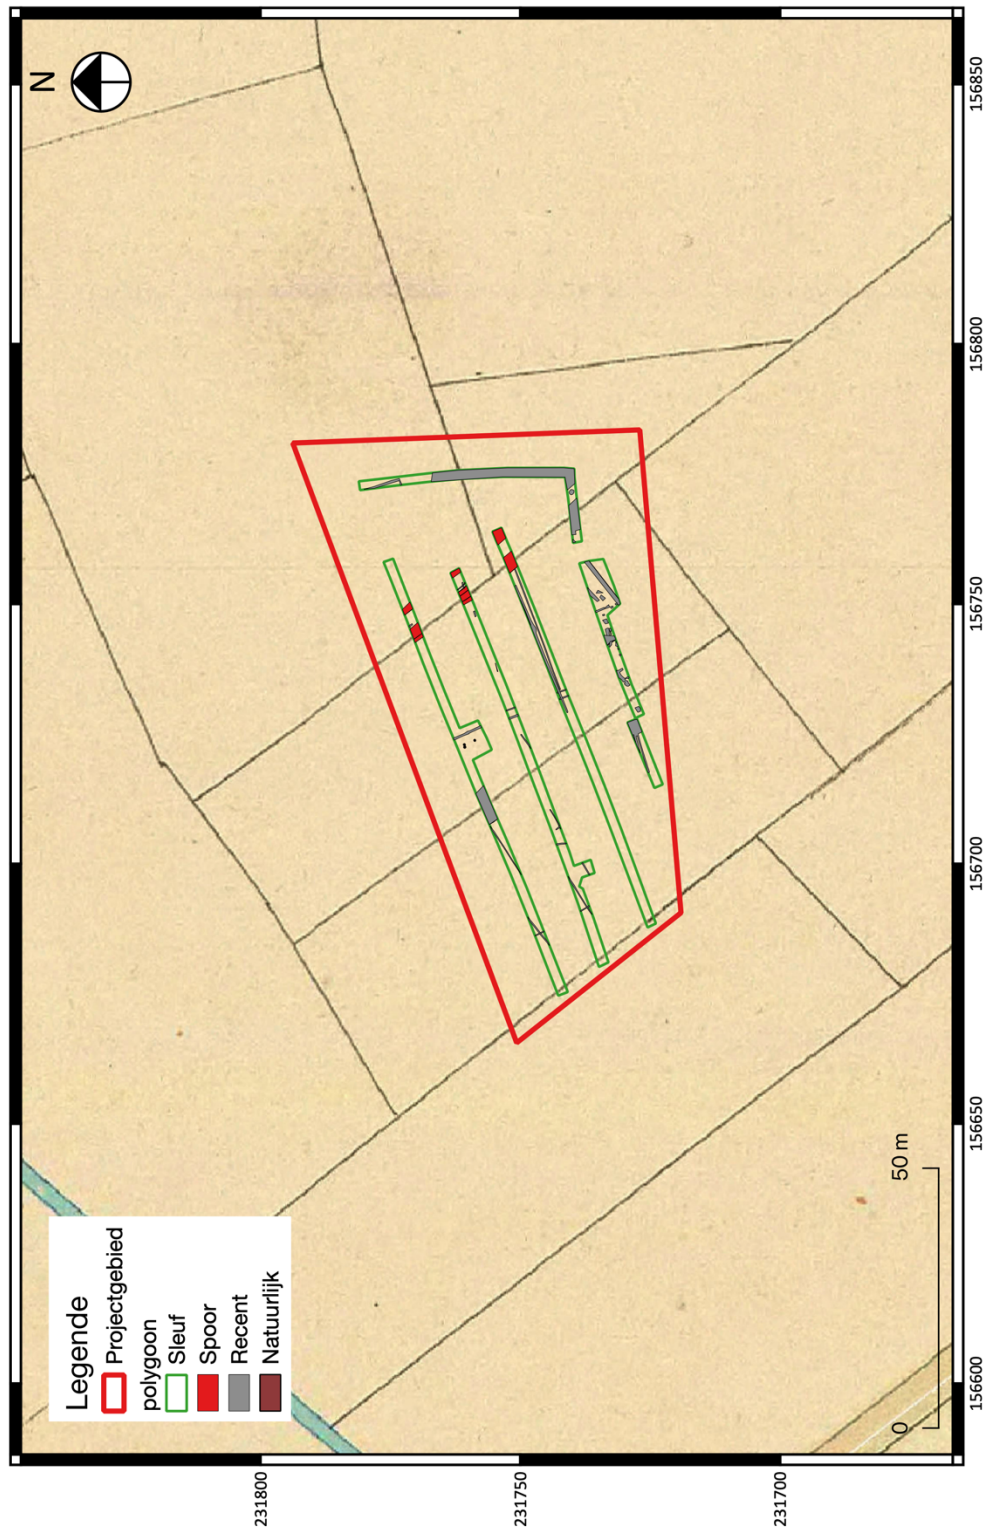 N
Legende
Projectgebied
polygoon
Sleuf
Spoor
Recent
Natuurlijk
0
50 m
156600
156650
156700
156750
156800
156850
231800
231750
231700